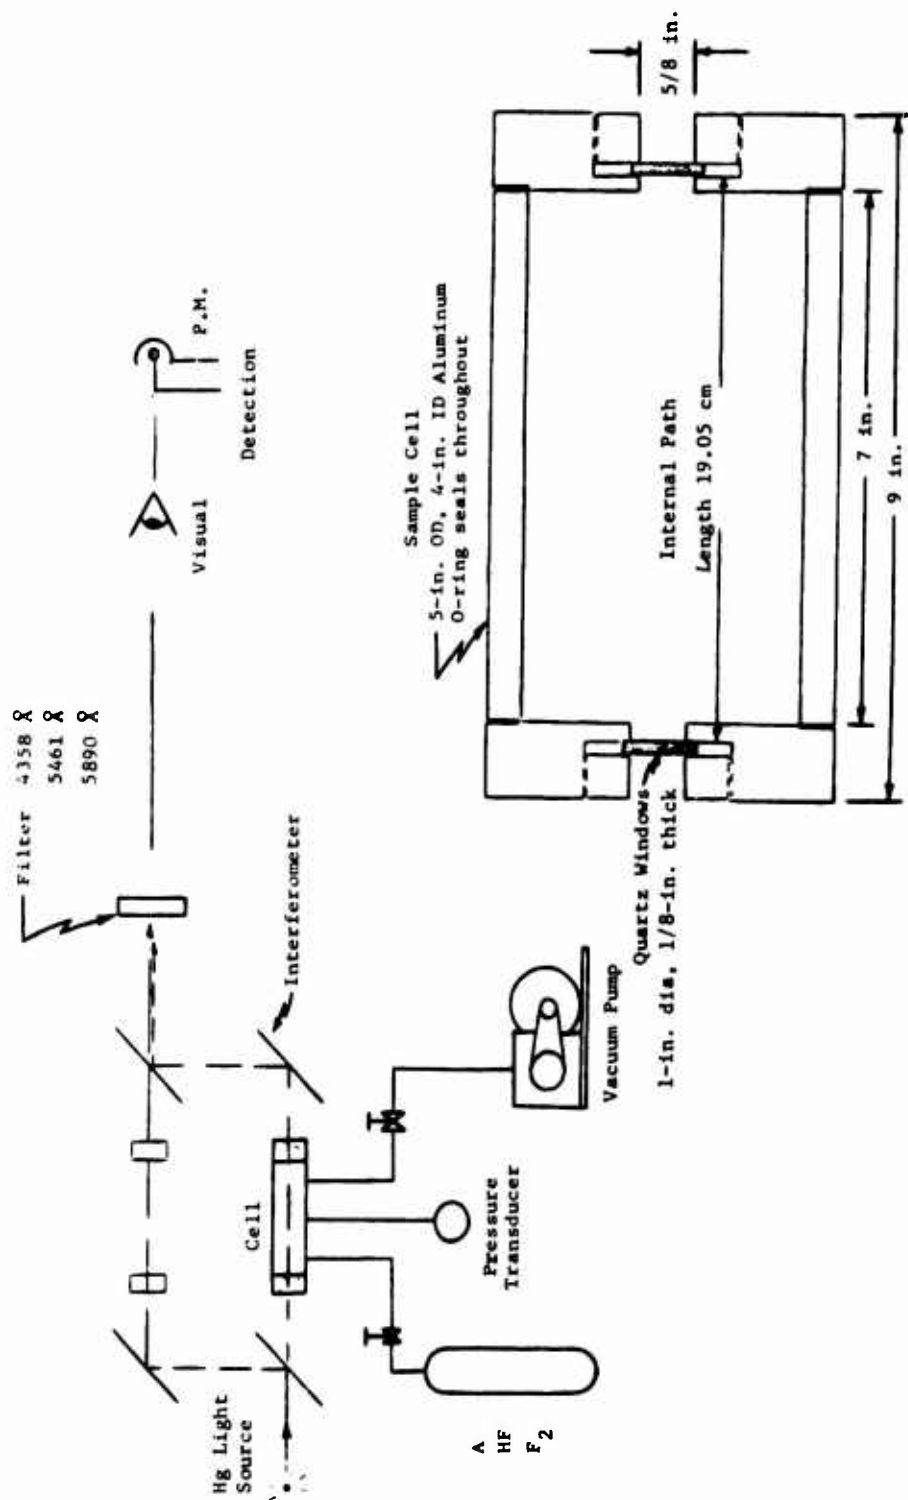 Filter 4358 Å
5461 Å
5890 Å
Visual
P.M.
Detection
Interferometer
Hg Light
Source
Cell
Pressure
Transducer
Vacuum Pump
A
HF
F2
Sample Cell
5-in. OD, 4-in. ID Aluminum
O-ring seals throughout
5/8 in.
Internal Path
Length 19.05 cm
Quartz Windows
1-in. dia, 1/8-in. thick
7 in.
9 in.